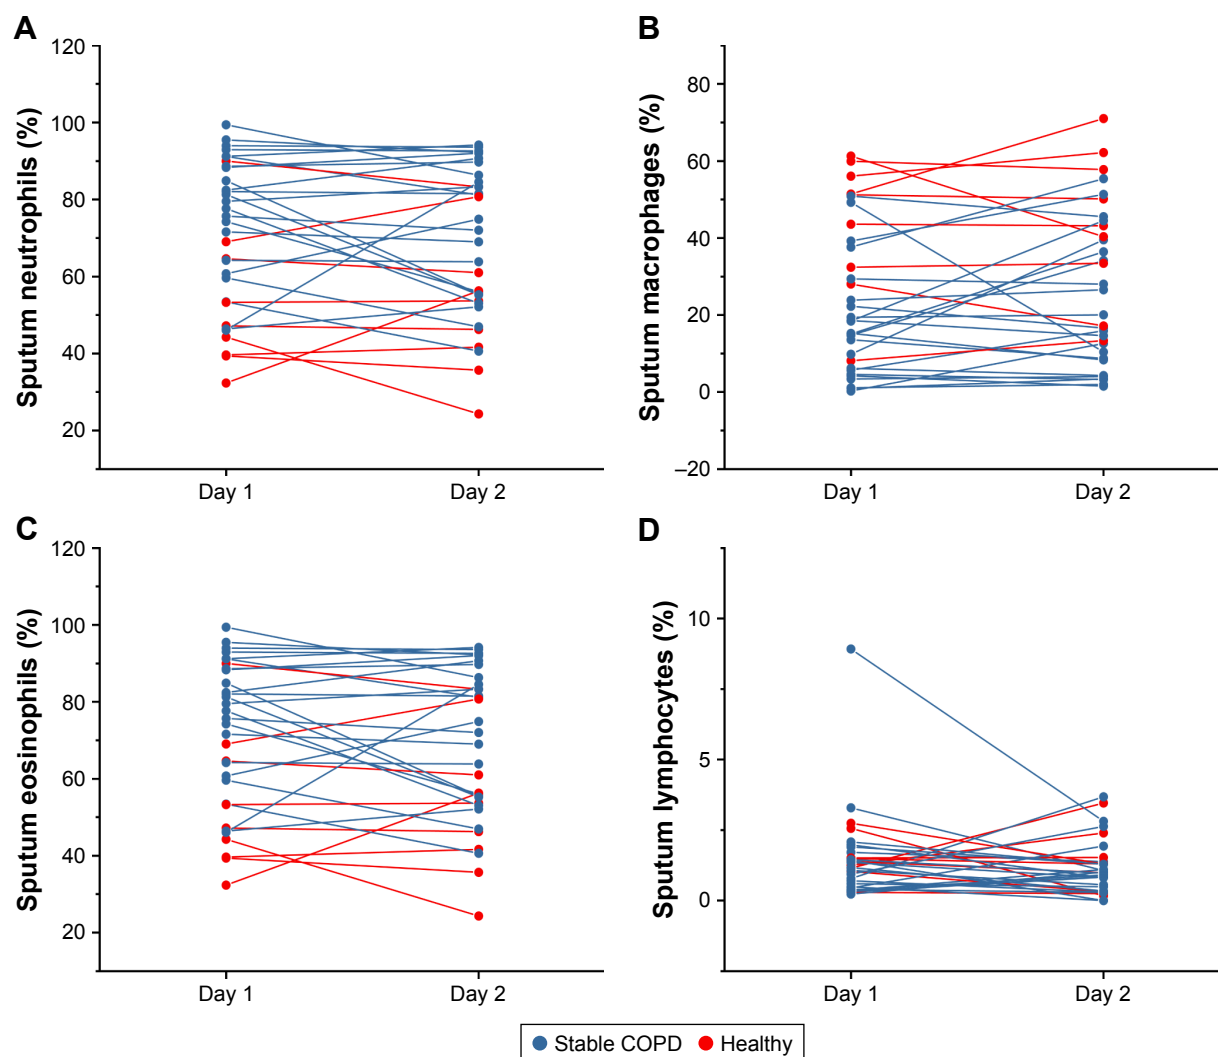 A
Sputum neutrophils (%)
120
100
80
60
40
20
Day 1 Day 2
B
Sputum macrophages (%)
80
60
40
20
0
–20
Day 1 Day 2
C
Sputum eosinophils (%)
120
100
80
60
40
20
Day 1 Day 2
D
Sputum lymphocytes (%)
10
5
0
Day 1 Day 2
Stable COPD Healthy